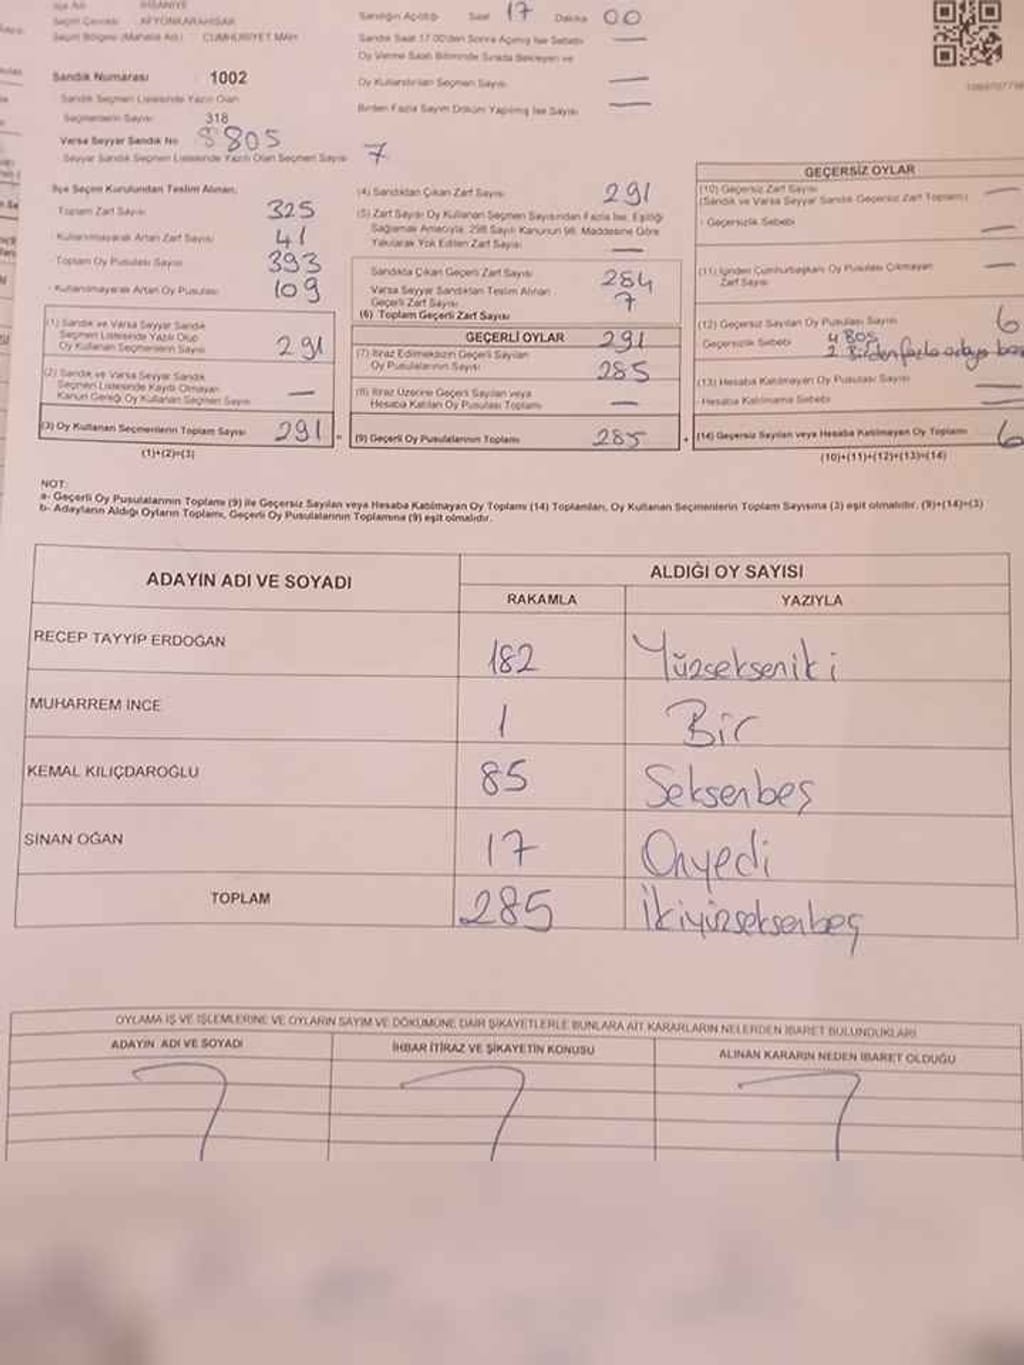 İlçe Adı İHSANİYE
Seçim Çevresi AFYONKARAHİSAR
Seçim Bölgesi (Mahalle Adı) CUMHURİYET MAH.
Sandık Numarası 1002
Sandık Seçmen Listesinde Yazılı Olan
Seçmenlerin Sayısı 318
Varsa Seyyar Sandık No 8805
Seyyar Sandık Seçmen Listesinde Yazılı Olan Seçmen Sayısı 7
Sandığın Açıldığı Saat 17 Dakika 00
Sandık Saat 17.00'den Sonra Açılmış İse Sebebi —
Oy Verme Saati Bitiminde Sırada Bekleyen ve
Oy Kullandırılan Seçmen Sayısı —
Birden Fazla Sayım Döküm Yapılmış İse Sayısı —
İlçe Seçim Kurulundan Teslim Alınan;
Toplam Zarf Sayısı 325
Kullanılmayarak Artan Zarf Sayısı 41
Toplam Oy Pusulası Sayısı 393
- Kullanılmayarak Artan Oy Pusulası 109
(1) Sandık ve Varsa Seyyar Sandık
Seçmen Listesinde Yazılı Olup
Oy Kullanan Seçmenlerin Sayısı 291
(2) Sandık ve Varsa Seyyar Sandık
Seçmen Listesinde Kayıtlı Olmayan
Kanun Gereği Oy Kullanan Seçmen Sayısı —
(3) Oy Kullanan Seçmenlerin Toplam Sayısı 291 =
(1)+(2)=(3)
(4) Sandıktan Çıkan Zarf Sayısı 291
(5) Zarf Sayısı Oy Kullanan Seçmen Sayısından Fazla İse, Eşitliği
Sağlamak Amacıyla, 298 Sayılı Kanunun 98. Maddesine Göre
Yakılarak Yok Edilen Zarf Sayısı —
Sandıkta Çıkan Geçerli Zarf Sayısı 284
Varsa Seyyar Sandıktan Teslim Alınan
Geçerli Zarf Sayısı 7
(6) Toplam Geçerli Zarf Sayısı 291
GEÇERLİ OYLAR
(7) İtiraz Edilmeksizin Geçerli Sayılan
Oy Pusulalarının Sayısı 285
(8) İtiraz Üzerine Geçerli Sayılan veya
Hesaba Katılan Oy Pusulası Toplamı —
(9) Geçerli Oy Pusulalarının Toplamı 285 +
GEÇERSİZ OYLAR
(10) Geçersiz Zarf Sayısı
(Sandık ve Varsa Seyyar Sandık Geçersiz Zarf Toplamı) —
- Geçersizlik Sebebi —
(11) İçinden Cumhurbaşkanı Oy Pusulası Çıkmayan
Zarf Sayısı —
(12) Geçersiz Sayılan Oy Pusulası Sayısı 6
Geçersizlik Sebebi 4 BOŞ
2 Birden fazla adaya
(13) Hesaba Katılmayan Oy Pusulası Sayısı —
- Hesaba Katılmama Sebebi —
(14) Geçersiz Sayılan veya Hesaba Katılmayan Oy Toplamı 6
(10)+(11)+(12)+(13)=(14)
NOT:
a- Geçerli Oy Pusulalarının Toplamı (9) ile Geçersiz Sayılan veya Hesaba Katılmayan Oy Toplamı (14) Toplamları, Oy Kullanan Seçmenlerin Toplam Sayısına (3) eşit olmalıdır. (9)+(14)=(3)
b- Adayların Aldığı Oyların Toplamı, Geçerli Oy Pusulalarının Toplamına (9) eşit olmalıdır.
ADAYIN ADI VE SOYADI ALDIĞI OY SAYISI
RAKAMLA YAZIYLA
RECEP TAYYİP ERDOĞAN 182 Yüzsekseniki
MUHARREM İNCE 1 Bir
KEMAL KILIÇDAROĞLU 85 Seksenbeş
SİNAN OĞAN 17 Onyedi
TOPLAM 285 İkiyüzseksenbeş
OYLAMA İŞ VE İŞLEMLERİNE VE OYLARIN SAYIM VE DÖKÜMÜNE DAİR ŞİKAYETLERLE BUNLARA AİT KARARLARIN NELERDEN İBARET BULUNDUKLARI
ADAYIN ADI VE SOYADI İHBAR İTİRAZ VE ŞİKAYETİN KONUSU ALINAN KARARIN NEDEN İBARET OLDUĞU